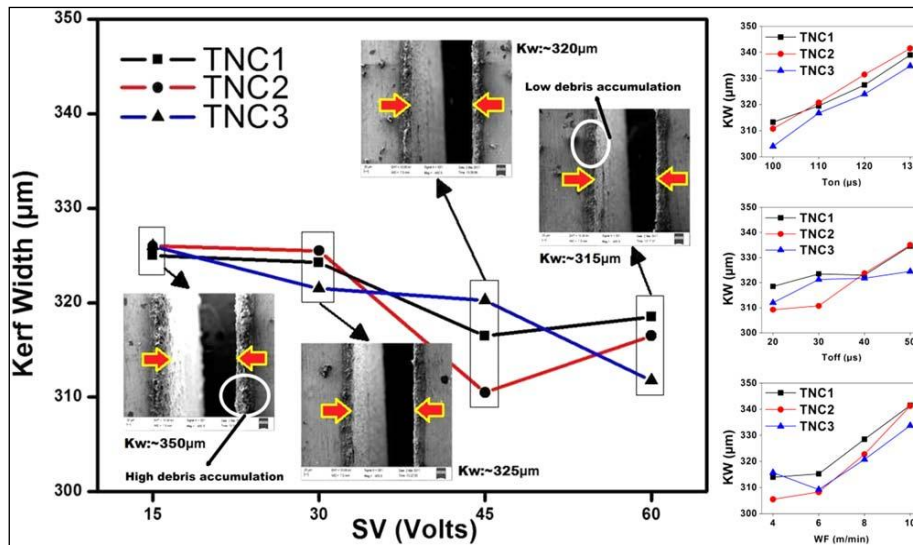 350
340
330
320
310
300
Kerf Width (µm)
TNC1
TNC2
TNC3
Kw:~320µm
Low debris accumulation
Kw:~315µm
Kw:~350µm
High debris accumulation
Kw:~325µm
15
30
45
60
SV (Volts)
350
340
330
320
310
300
KW (µm)
TNC1
TNC2
TNC3
100
110
120
13
Ton (µs)
350
340
330
320
310
300
KW (µm)
TNC1
TNC2
TNC3
20
30
40
50
Toff (µs)
350
340
330
320
310
300
KW (µm)
TNC1
TNC2
TNC3
4
6
8
10
WF (m/min)